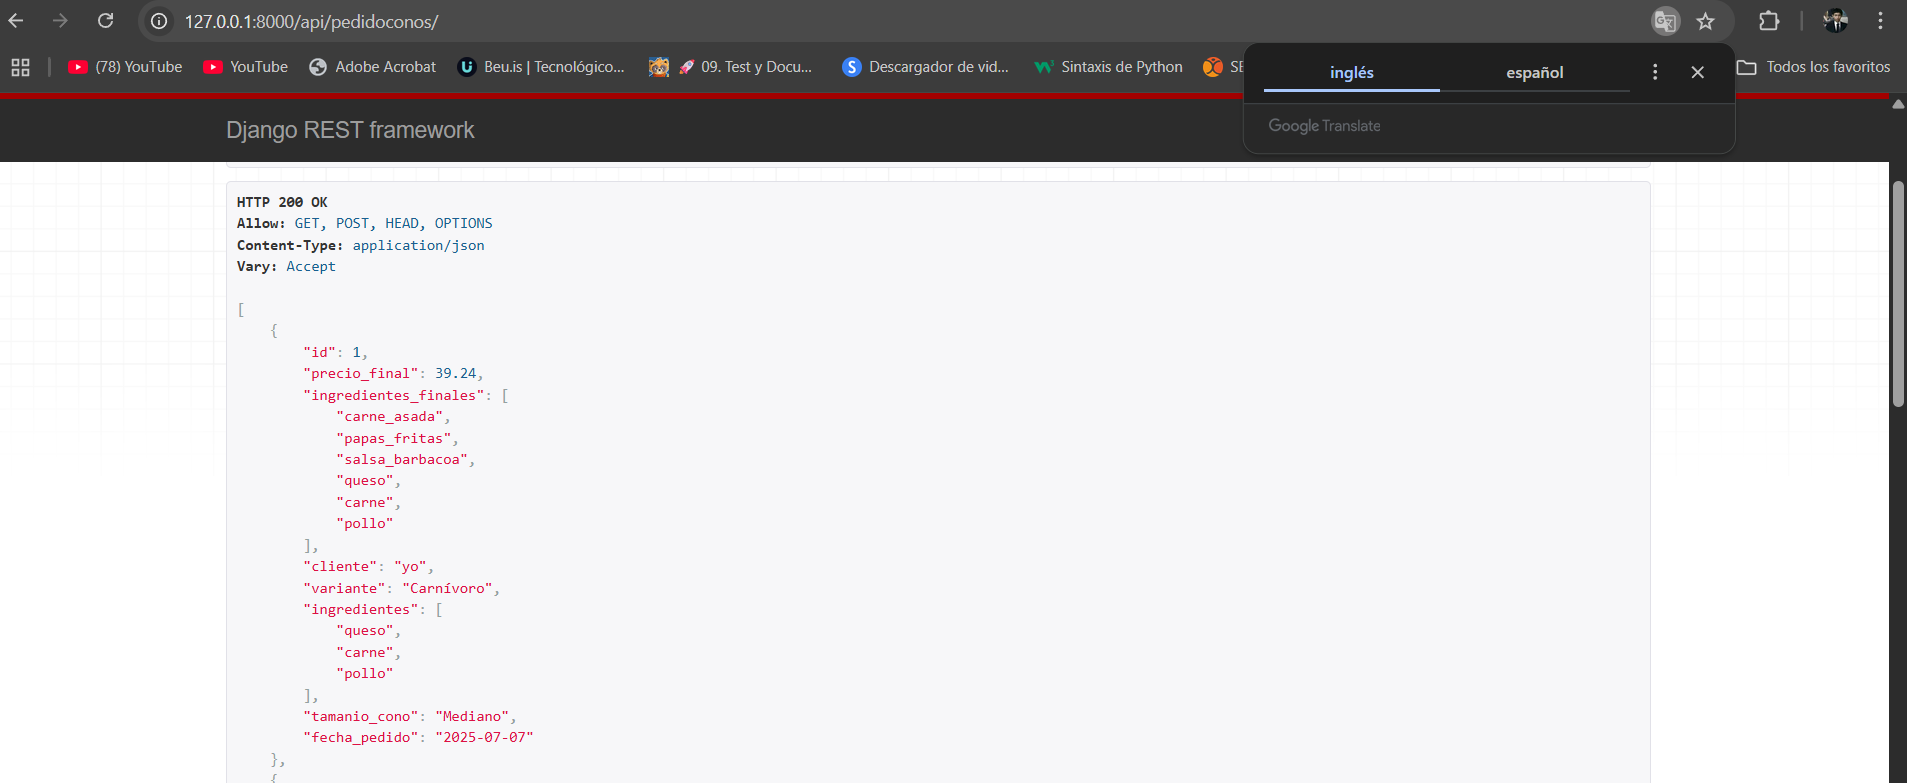 127.0.0.1:8000/api/pedidoconos/
(78) YouTube
YouTube
Adobe Acrobat
Beu.is | Tecnológico...
09. Test y Docu...
Descargador de vid...
Sintaxis de Python
SE
Todos los favoritos
inglés
español
Google Translate
Django REST framework
HTTP 200 OK
Allow: GET, POST, HEAD, OPTIONS
Content-Type: application/json
Vary: Accept
[
    {
        "id": 1,
        "precio_final": 39.24,
        "ingredientes_finales": [
            "carne_asada",
            "papas_fritas",
            "salsa_barbacoa",
            "queso",
            "carne",
            "pollo"
        ],
        "cliente": "yo",
        "variante": "Carnívoro",
        "ingredientes": [
            "queso",
            "carne",
            "pollo"
        ],
        "tamanio_cono": "Mediano",
        "fecha_pedido": "2025-07-07"
    },
    {